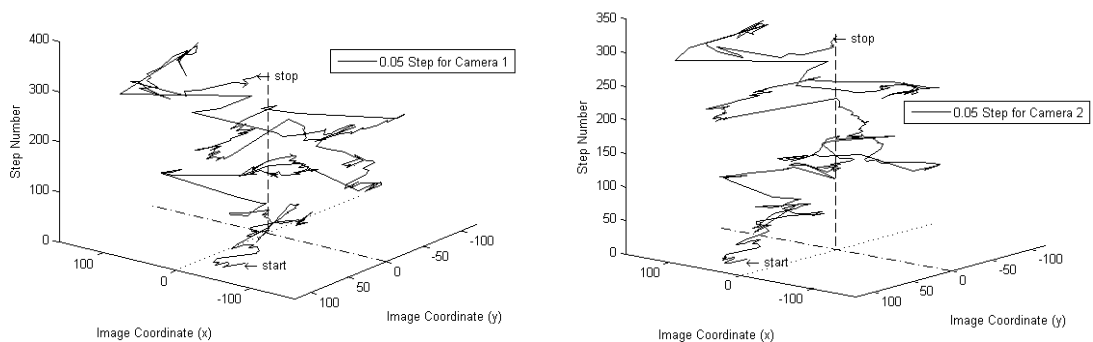 400
300
200
100
0
Step Number
0.05 Step for Camera 1
stop
start
100
0
-100
Image Coordinate (x)
100
50
0
-50
-100
Image Coordinate (y)
350
300
250
200
150
100
50
0
Step Number
0.05 Step for Camera 2
stop
start
100
0
-100
Image Coordinate (x)
100
50
0
-50
-100
Image Coordinate (y)